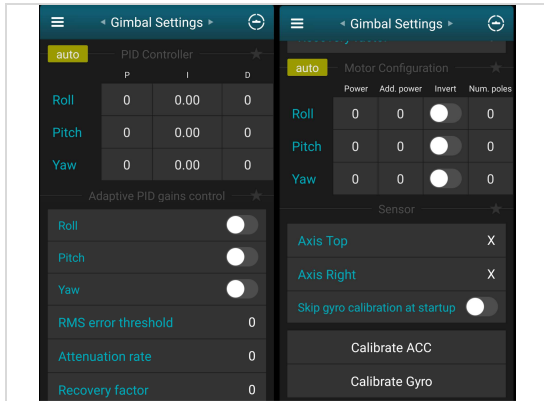 Gimbal Settings
auto PID Controller
P I D
Roll 0 0.00 0
Pitch 0 0.00 0
Yaw 0 0.00 0
Adaptive PID gains control
Roll
Pitch
Yaw
RMS error threshold 0
Attenuation rate 0
Recovery factor 0
Gimbal Settings
Recovery factor
auto Motor Configuration
Power Add. power Invert Num. poles
Roll 0 0 0
Pitch 0 0 0
Yaw 0 0 0
Sensor
Axis Top X
Axis Right X
Skip gyro calibration at startup
Calibrate ACC
Calibrate Gyro